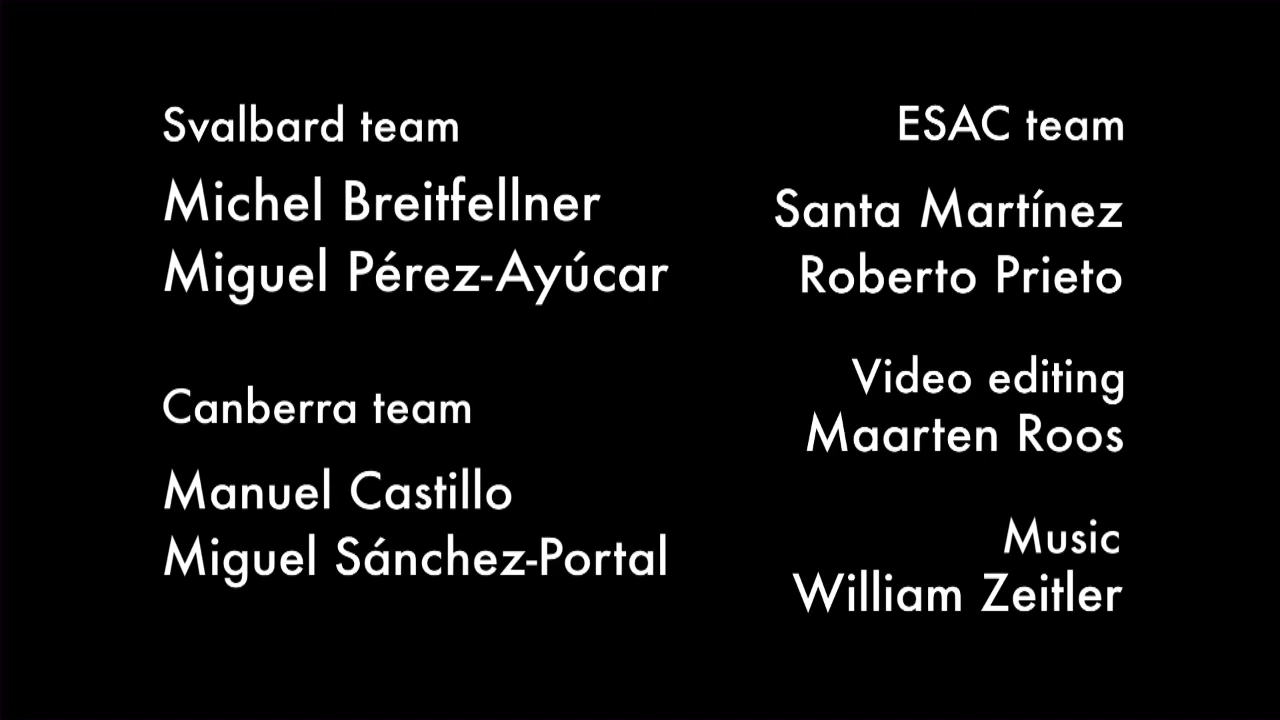 Svalbard team
Michel Breitfellner
Miguel Pérez-Ayúcar
Canberra team
Manuel Castillo
Miguel Sánchez-Portal
ESAC team
Santa Martínez
Roberto Prieto
Video editing
Maarten Roos
Music
William Zeitler